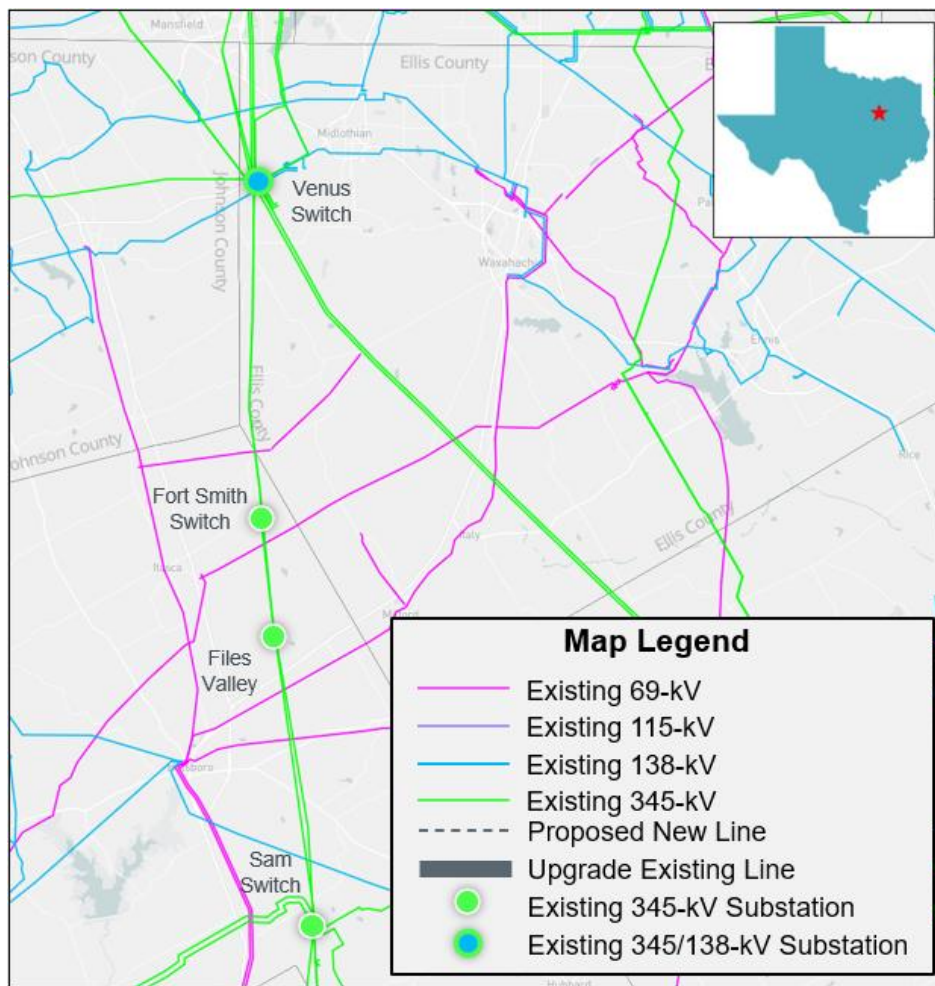 Mansfield
son County
Ellis County
Midlothian
Venus
Switch
Johnson County
Waxahachi
Ennis
Ellis County
Johnson County
Rice
Fort Smith
Switch
Ellis County
Italy
Itasca
Milford
Files
Valley
Map Legend
Existing 69-kV
Existing 115-kV
Existing 138-kV
Existing 345-kV
Proposed New Line
Upgrade Existing Line
Existing 345-kV Substation
Existing 345/138-kV Substation
Sam
Switch
Hubbard